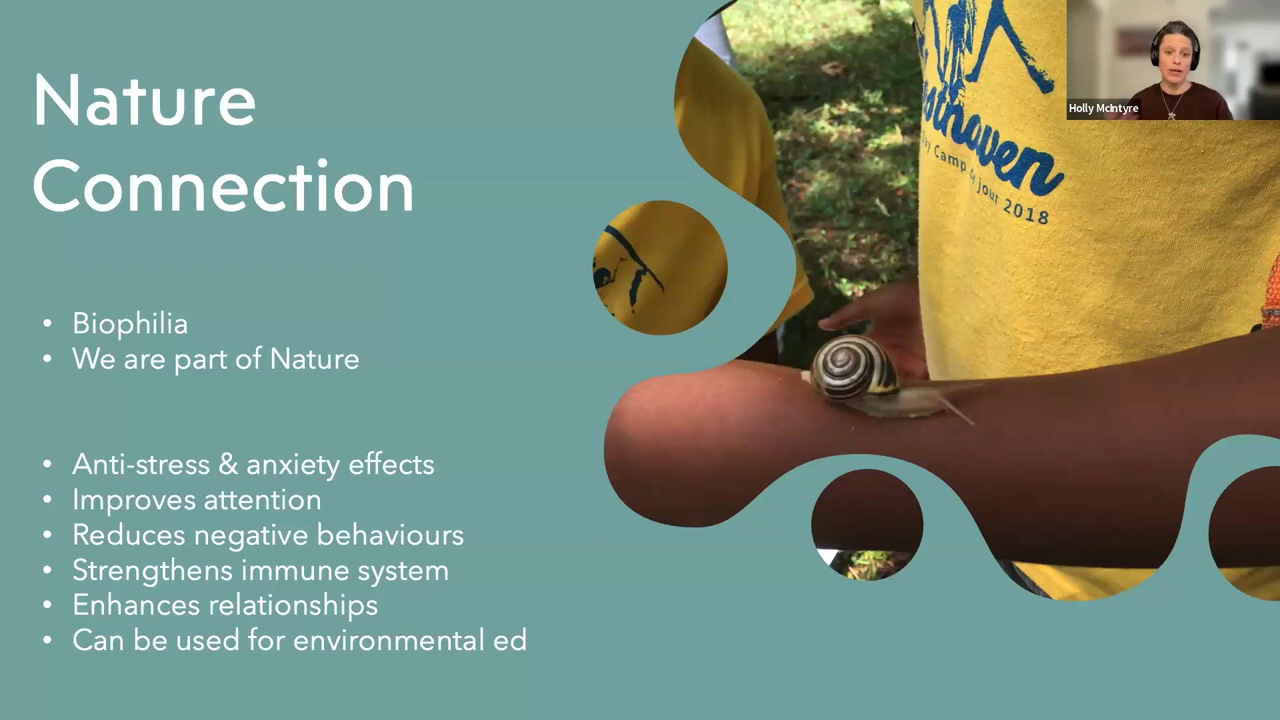 Nature
Connection
• Biophilia
• We are part of Nature
• Anti-stress & anxiety effects
• Improves attention
• Reduces negative behaviours
• Strengthens immune system
• Enhances relationships
• Can be used for environmental ed
Camp
jour 2018
Holly McIntyre